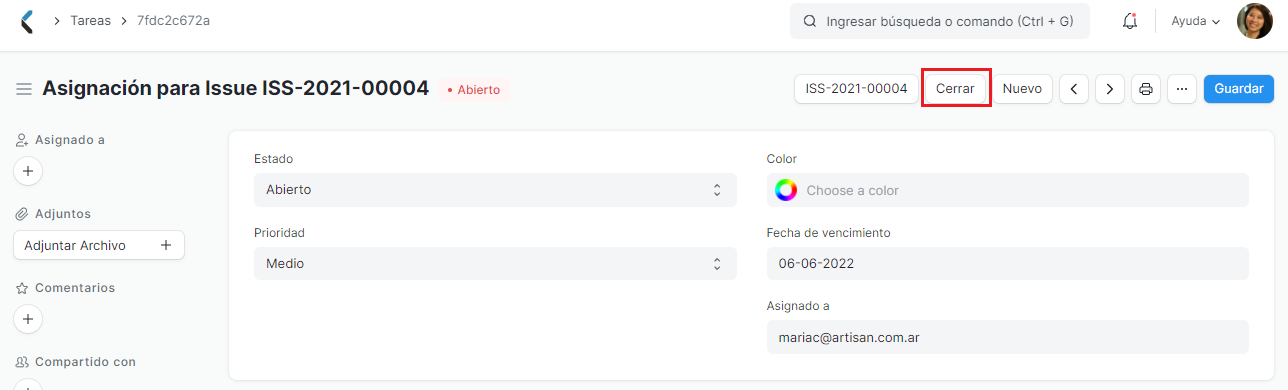 Tareas 7fdc2c672a Ingresar búsqueda o comando (Ctrl + G) Ayuda
Asignación para Issue ISS-2021-00004 Abierto ISS-2021-00004 Cerrar Nuevo ... Guardar
Asignado a
Adjuntos
Adjuntar Archivo +
Comentarios
Compartido con
Estado
Abierto
Prioridad
Medio
Color
Choose a color
Fecha de vencimiento
06-06-2022
Asignado a
mariac@artisan.com.ar